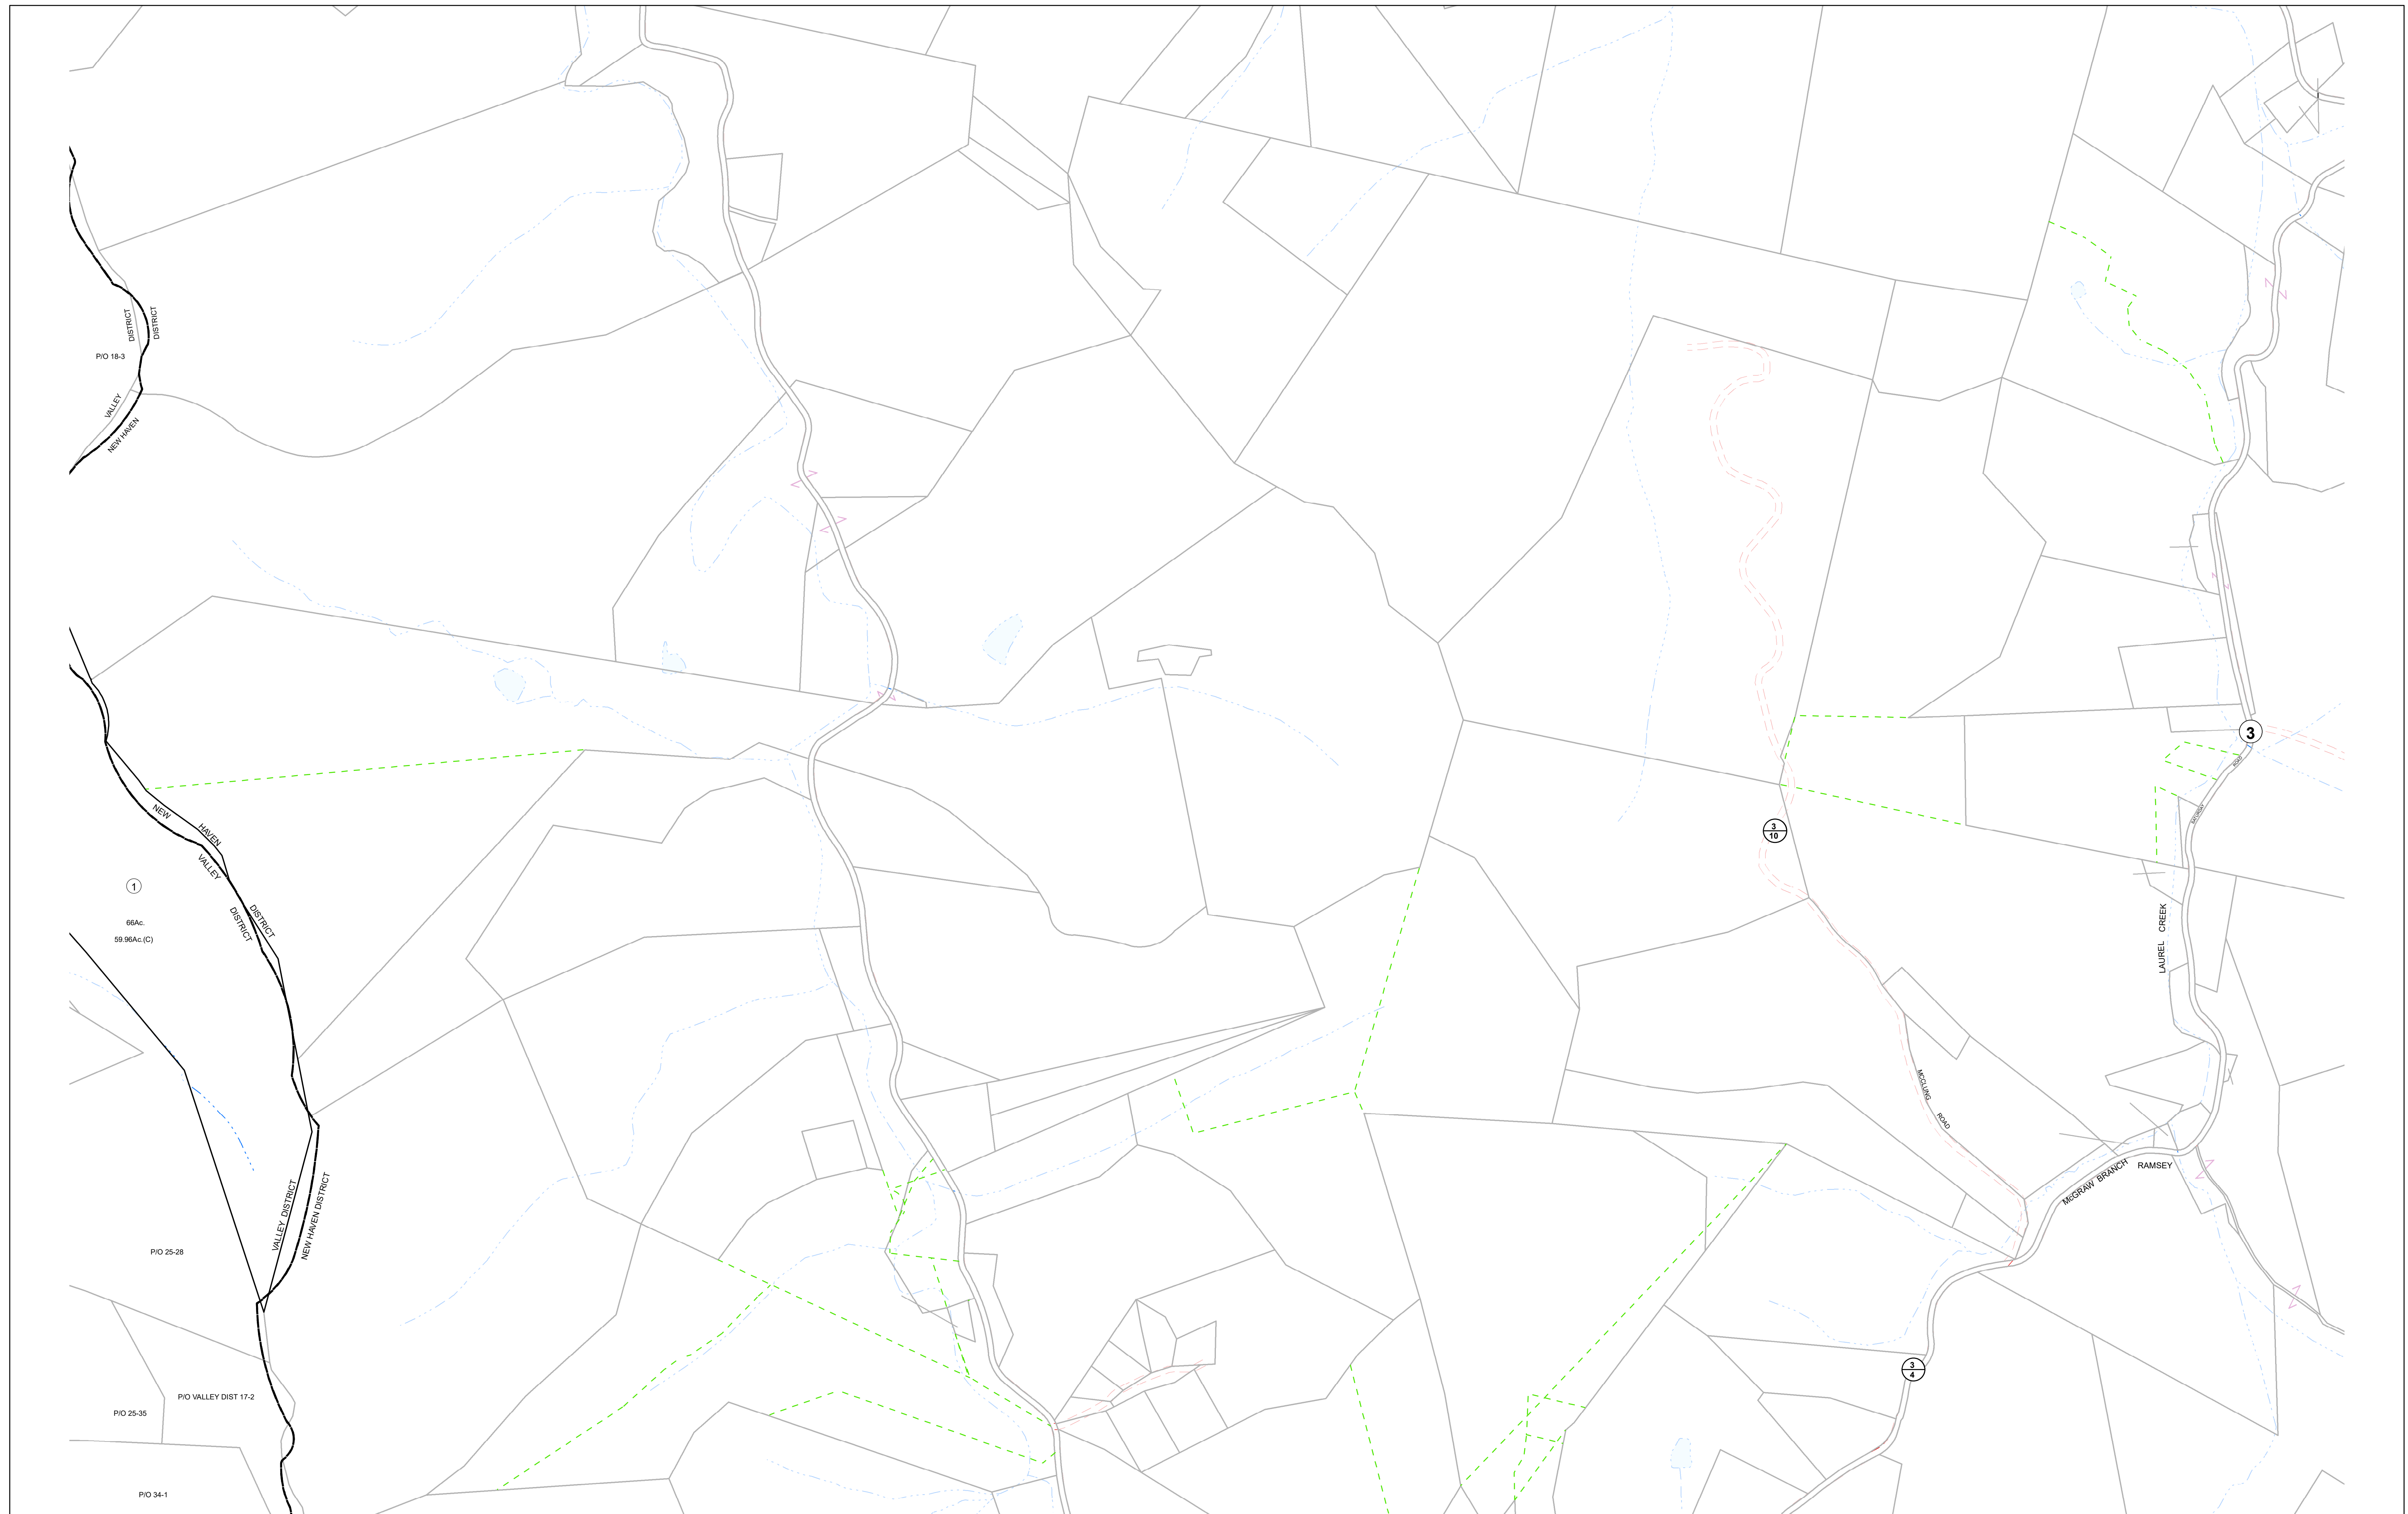 DISTRICT
DISTRICT
P/O 18-3
VALLEY
NEW HAVEN
NEW
HAVEN
VALLEY
DISTRICT
DISTRICT
1
66Ac.
59.96Ac.(C)
3
ROAD
3
10
LAUREL CREEK
MCCLUNG
ROAD
McGRAW BRANCH
RAMSEY
VALLEY DISTRICT
NEW HAVEN DISTRICT
P/O 25-28
3
4
P/O VALLEY DIST 17-2
P/O 25-35
P/O 34-1